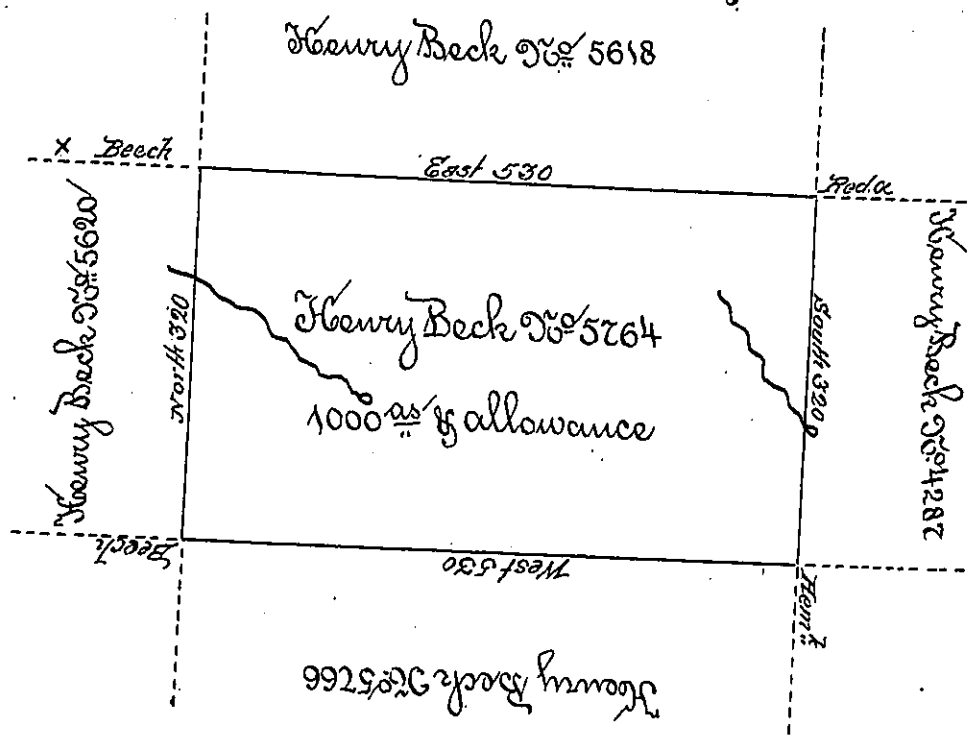 Henry Beck No 5618
x Beech
East 530
Red.o
Henry Beck No 5620
North 320
Henry Beck No 5764
1000 as & allowance
South 320
Henry Beck No 4287
Beech
West 530
Hem.k
Henry Beck No 5766